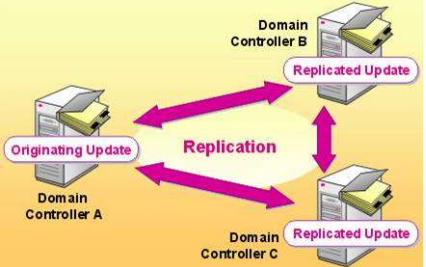 Domain
Controller B
Replicated Update
Originating Update
Replication
Domain
Controller A
Domain
Controller C
Replicated Update